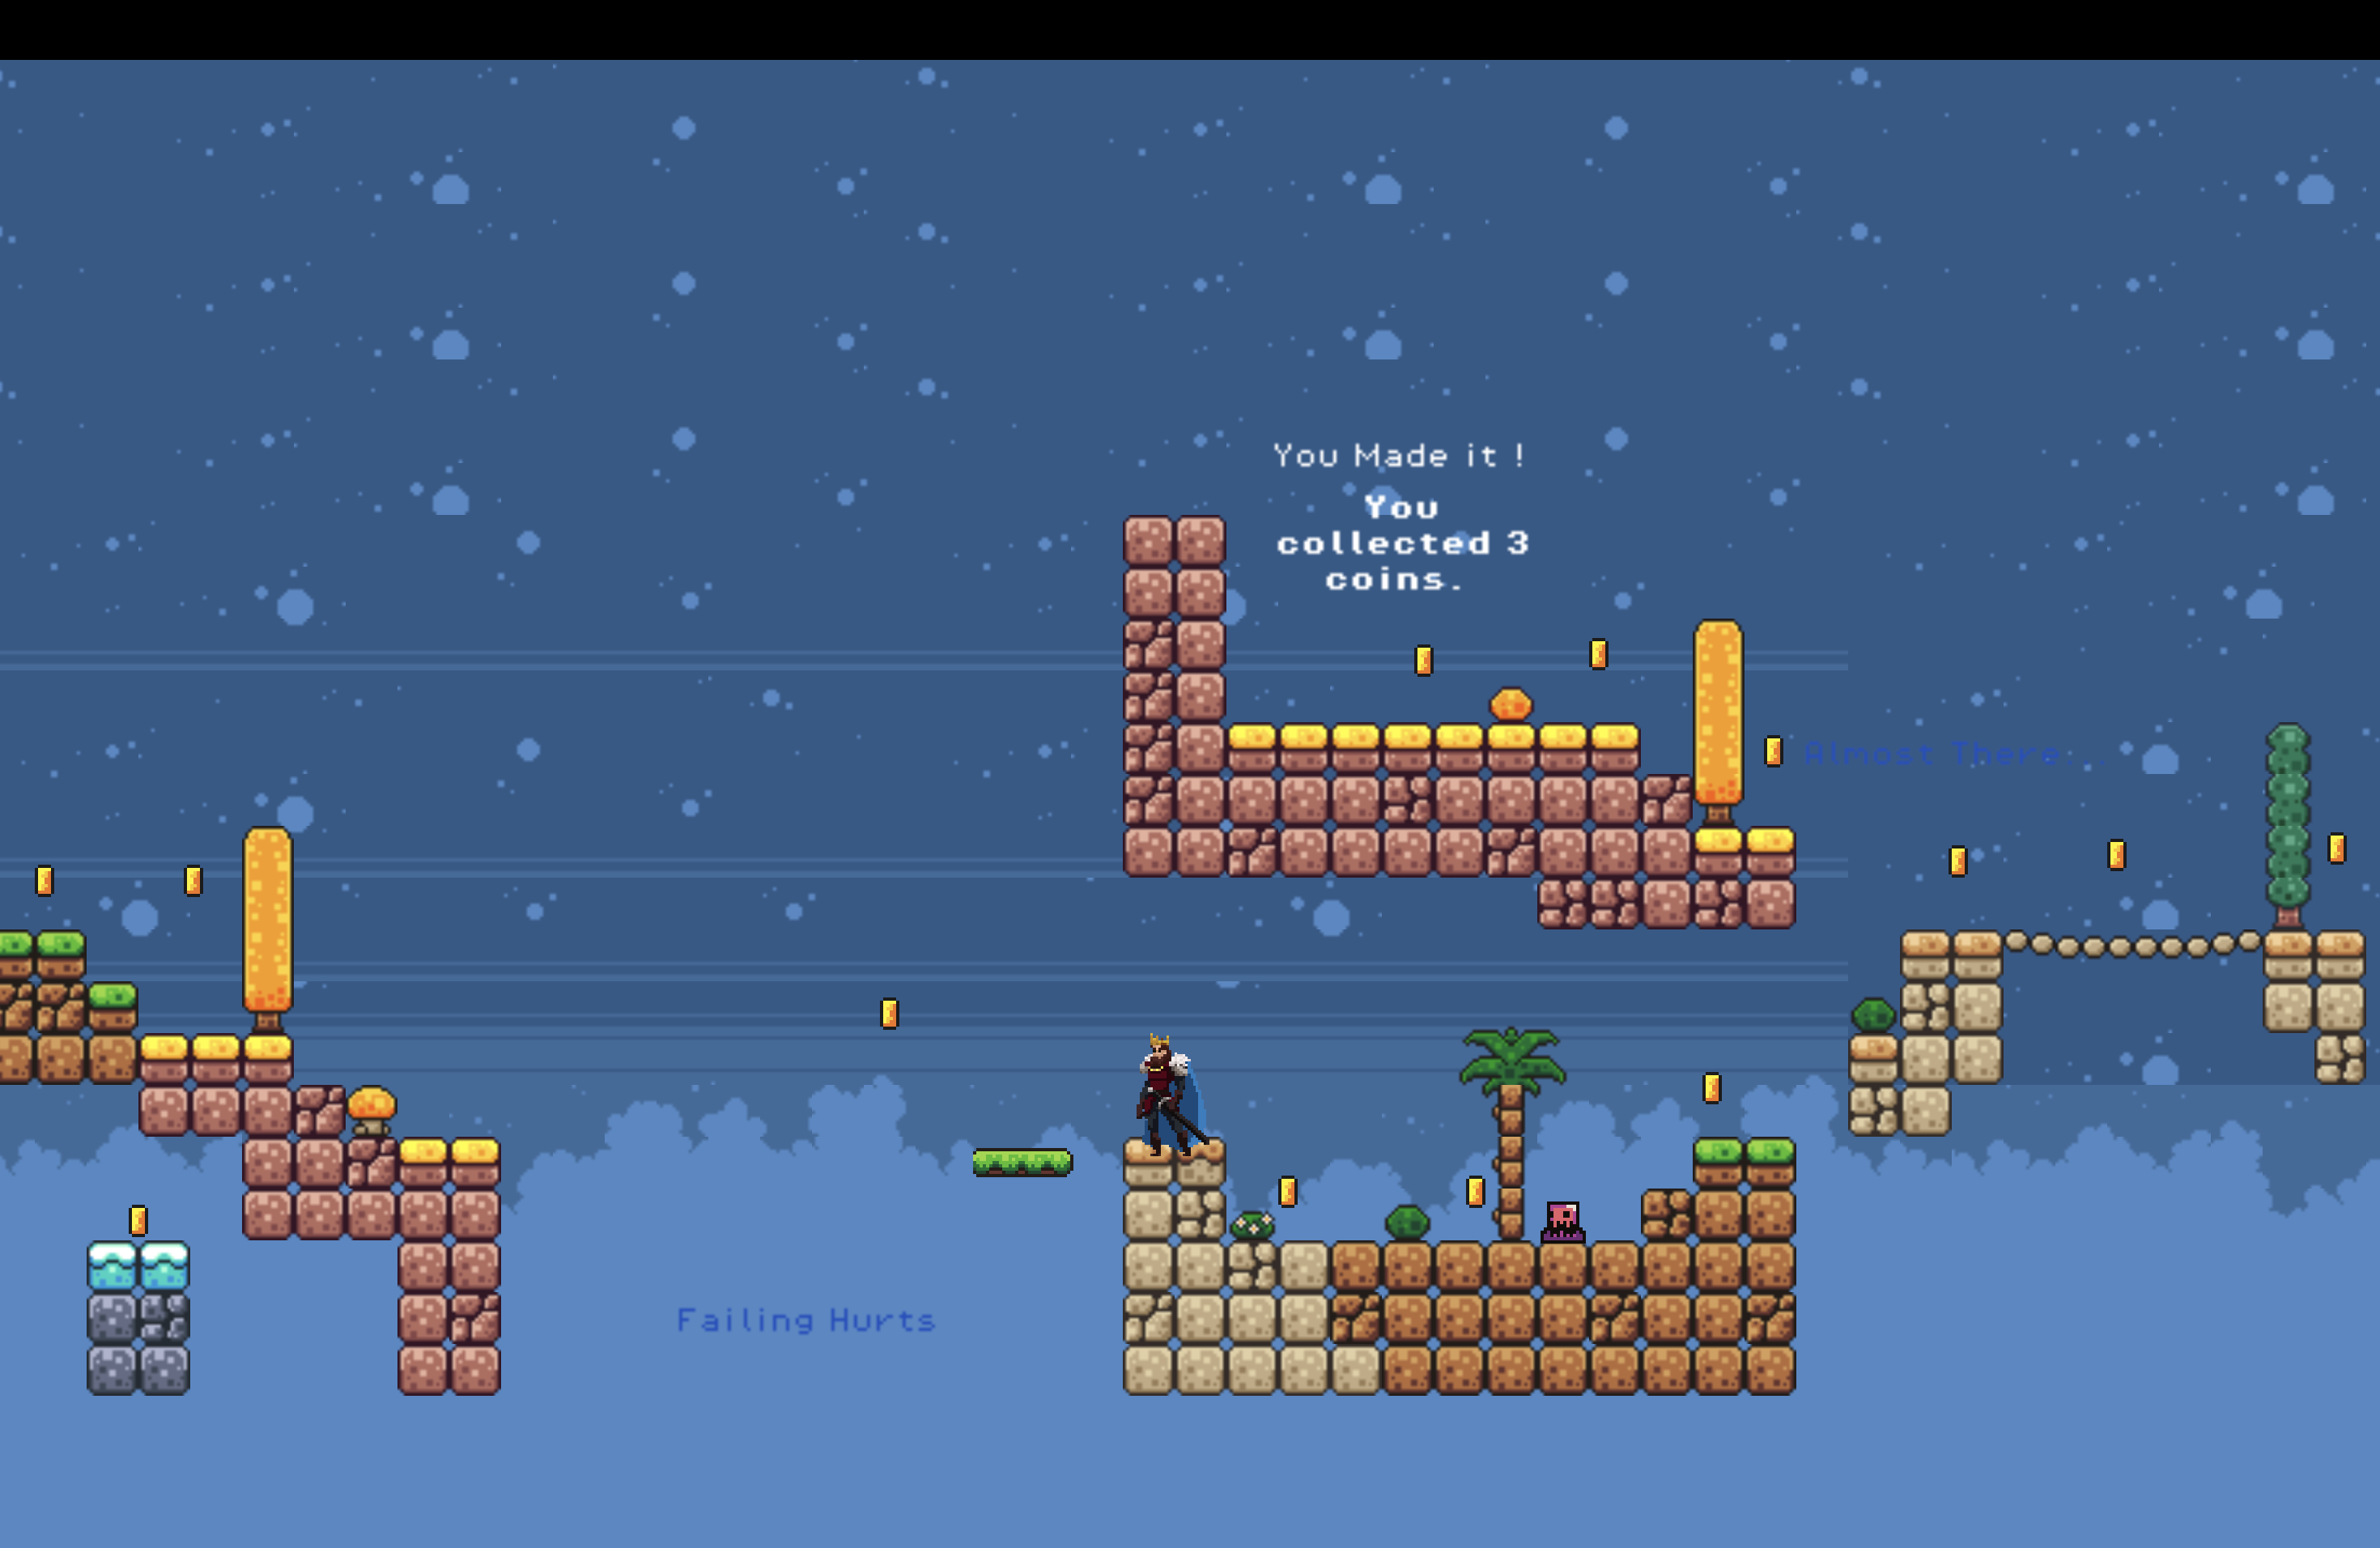 You Made it !
You
collected 3
coins.
Almost There..
Failing Hurts